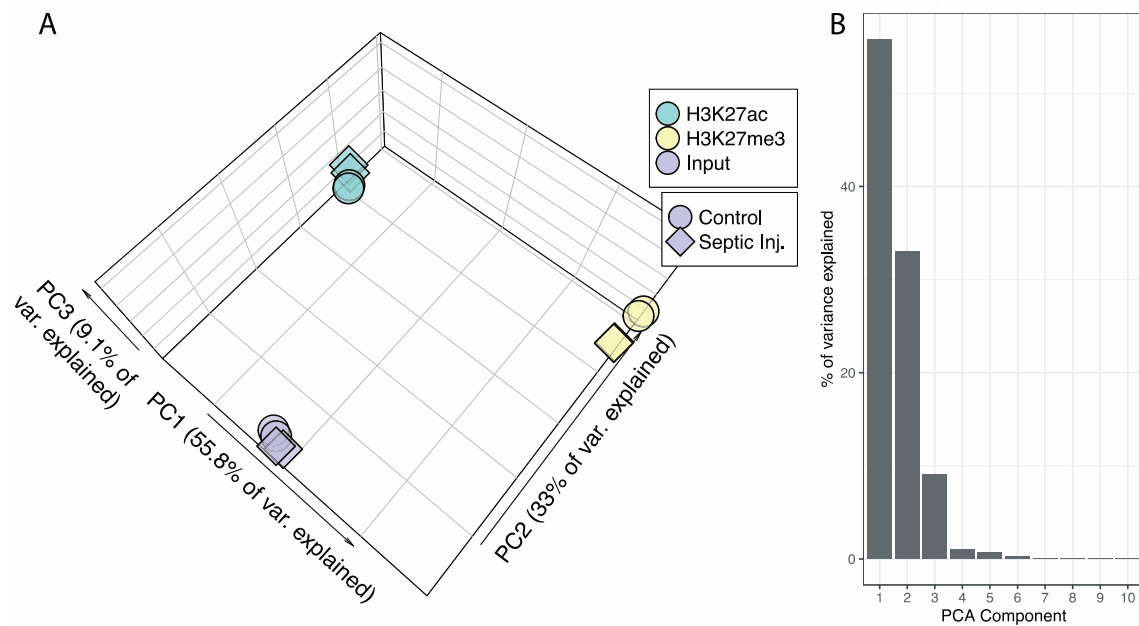 A
H3K27ac
H3K27me3
Input
Control
Septic Inj.
PC3 (9.1% of
var. explained)
PC1 (55.8% of var. explained)
PC2 (33% of var. explained)
B
% of variance explained
40
20
0
1 2 3 4 5 6 7 8 9 10
PCA Component